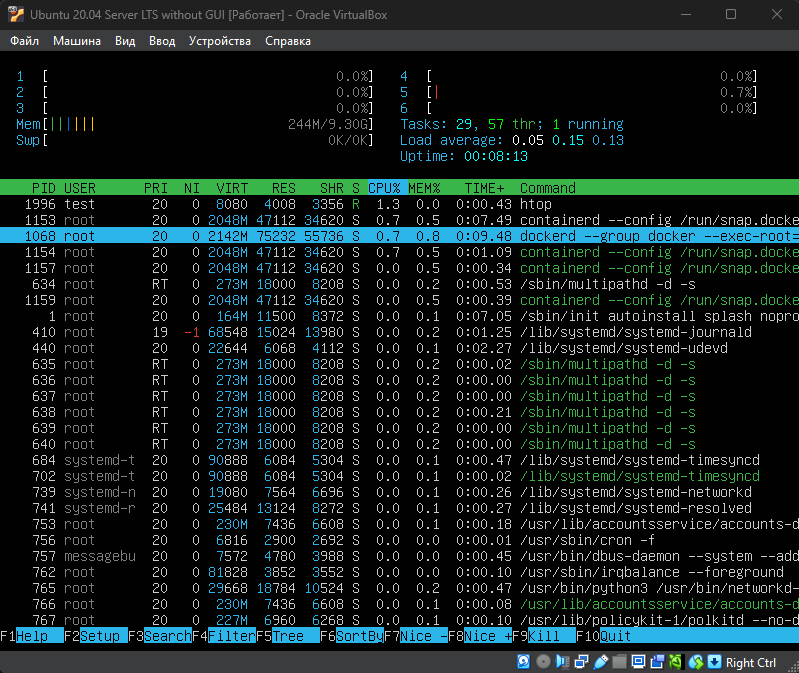 Ubuntu 20.04 Server LTS without GUI [Работает] - Oracle VirtualBox
Файл Машина Вид Ввод Устройства Справка
1 [ 0.0%] 4 [ 0.0%]
2 [ 0.0%] 5 [| 0.7%]
3 [ 0.0%] 6 [ 0.0%]
Mem[|||||| 244M/9.30G] Tasks: 29, 57 thr; 1 running
Swp[ 0K/0K] Load average: 0.05 0.15 0.13
Uptime: 00:08:13
PID USER PRI NI VIRT RES SHR S CPU% MEM% TIME+ Command
1996 test 20 0 8080 4008 3356 R 1.3 0.0 0:00.43 htop
1153 root 20 0 2048M 47112 34620 S 0.7 0.5 0:07.49 containerd --config /run/snap.docke
1068 root 20 0 2142M 75232 55736 S 0.7 0.8 0:09.48 dockerd --group docker --exec-root=
1154 root 20 0 2048M 47112 34620 S 0.7 0.5 0:01.09 containerd --config /run/snap.docke
1157 root 20 0 2048M 47112 34620 S 0.0 0.5 0:00.34 containerd --config /run/snap.docke
634 root RT 0 273M 18000 8208 S 0.0 0.2 0:00.53 /sbin/multipathd -d -s
1159 root 20 0 2048M 47112 34620 S 0.0 0.5 0:00.39 containerd --config /run/snap.docke
1 root 20 0 164M 11500 8372 S 0.0 0.1 0:07.05 /sbin/init autoinstall splash nopro
410 root 19 -1 68548 15024 13980 S 0.0 0.2 0:01.25 /lib/systemd/systemd-journald
440 root 20 0 22644 6068 4112 S 0.0 0.1 0:02.27 /lib/systemd/systemd-udevd
635 root RT 0 273M 18000 8208 S 0.0 0.2 0:00.02 /sbin/multipathd -d -s
636 root RT 0 273M 18000 8208 S 0.0 0.2 0:00.00 /sbin/multipathd -d -s
637 root RT 0 273M 18000 8208 S 0.0 0.2 0:00.00 /sbin/multipathd -d -s
638 root RT 0 273M 18000 8208 S 0.0 0.2 0:00.21 /sbin/multipathd -d -s
639 root RT 0 273M 18000 8208 S 0.0 0.2 0:00.00 /sbin/multipathd -d -s
640 root RT 0 273M 18000 8208 S 0.0 0.2 0:00.00 /sbin/multipathd -d -s
684 systemd-t 20 0 90888 6084 5304 S 0.0 0.1 0:00.47 /lib/systemd/systemd-timesyncd
702 systemd-t 20 0 90888 6084 5304 S 0.0 0.1 0:00.02 /lib/systemd/systemd-timesyncd
739 systemd-n 20 0 19080 7564 6696 S 0.0 0.1 0:00.26 /lib/systemd/systemd-networkd
741 systemd-r 20 0 25484 13124 8272 S 0.0 0.1 0:00.27 /lib/systemd/systemd-resolved
753 root 20 0 230M 7436 6608 S 0.0 0.1 0:00.18 /usr/lib/accountsservice/accounts-d
756 root 20 0 6816 2900 2692 S 0.0 0.0 0:00.01 /usr/sbin/cron -f
757 messagebu 20 0 7572 4780 3988 S 0.0 0.0 0:00.45 /usr/bin/dbus-daemon --system --add
762 root 20 0 81828 3852 3552 S 0.0 0.0 0:00.10 /usr/sbin/irqbalance --foreground
765 root 20 0 29668 18784 10524 S 0.0 0.2 0:00.47 /usr/bin/python3 /usr/bin/networkd-
766 root 20 0 230M 7436 6608 S 0.0 0.1 0:00.08 /usr/lib/accountsservice/accounts-d
767 root 20 0 227M 6960 6268 S 0.0 0.1 0:00.10 /usr/lib/policykit-1/polkitd --no-d
F1Help F2Setup F3SearchF4FilterF5Tree F6SortByF7Nice -F8Nice +F9Kill F10Quit
Right Ctrl